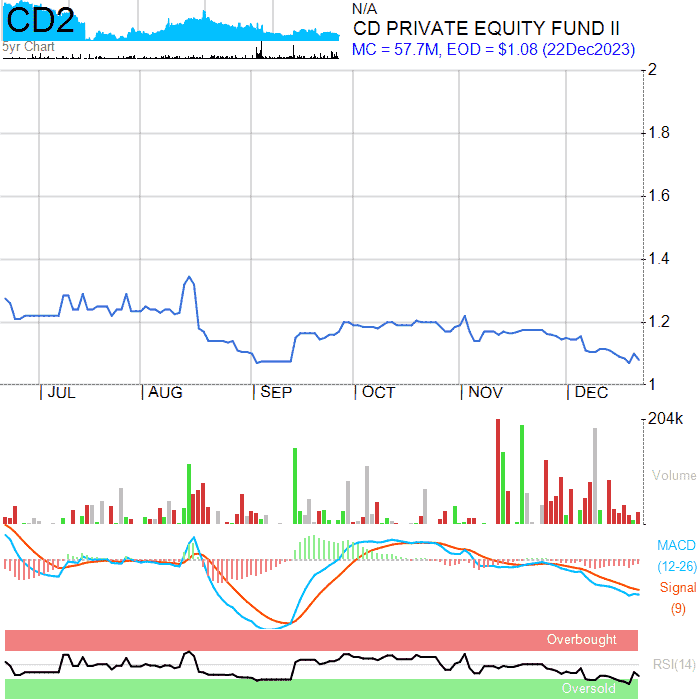 CD2
5yr Chart
N/A
CD PRIVATE EQUITY FUND II
MC = 57.7M, EOD = $1.08 (22Dec2023)
2
1.8
1.6
1.4
1.2
1
JUL AUG SEP OCT NOV DEC
204k
Volume
MACD
(12-26)
Signal
(9)
Overbought
RSI(14)
Oversold